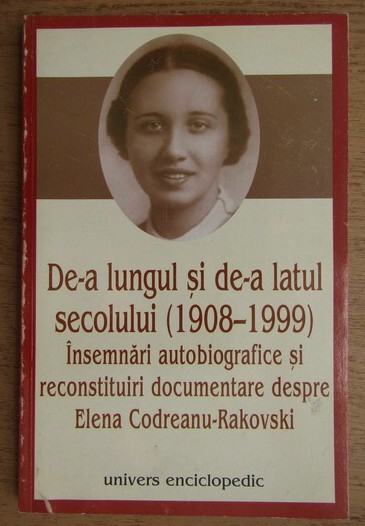 De-a lungul și de-a latul
secolului (1908–1999)
Însemnări autobiografice și
reconstituiri documentare despre
Elena Codreanu-Rakovski
univers enciclopedic